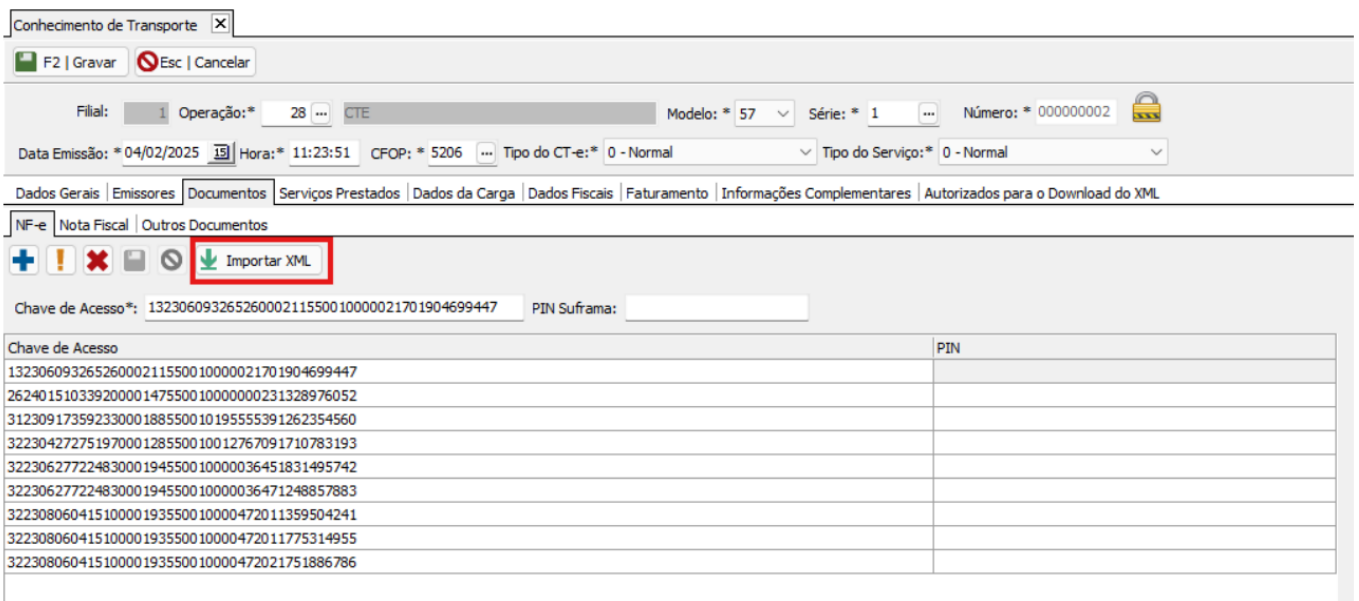 Conhecimento de Transporte
F2 | Gravar Esc | Cancelar
Filial: 1 Operação:* 28 ... CTE Modelo: * 57 Série: * 1 ... Número: * 000000002
Data Emissão: * 04/02/2025 15 Hora:* 11:23:51 CFOP: * 5206 ... Tipo do CT-e:* 0 - Normal Tipo do Serviço:* 0 - Normal
Dados Gerais Emissores Documentos Serviços Prestados Dados da Carga Dados Fiscais Faturamento Informações Complementares Autorizados para o Download do XML
NF-e Nota Fiscal Outros Documentos
Importar XML
Chave de Acesso*: 13230609326526000211550010000021701904699447 PIN Suframa:
Chave de Acesso PIN
13230609326526000211550010000021701904699447
26240151033920000147550010000000231328976052
31230917359233000188550010195555391262354560
32230427275197000128550010012767091710783193
32230627722483000194550010000036451831495742
32230627722483000194550010000036471248857883
32230806041510000193550010000472011359504241
32230806041510000193550010000472011775314955
32230806041510000193550010000472021751886786